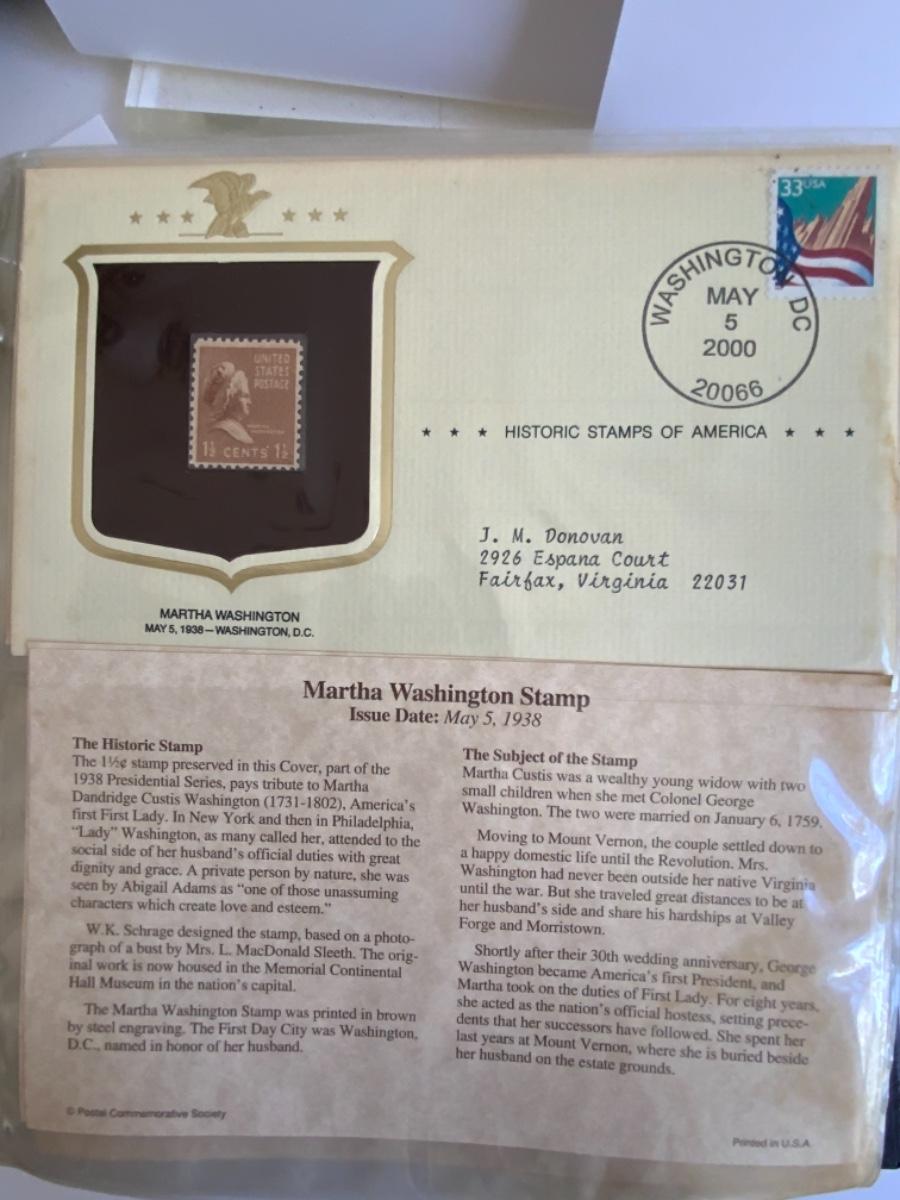 33 USA
WASHINGTON, DC
MAY
5
2000
20066
UNITED
STATES
POSTAGE
MARTHA
WASHINGTON
1½ CENTS 1½
★ ★ ★ HISTORIC STAMPS OF AMERICA ★ ★ ★
J. M. Donovan
2926 Espana Court
Fairfax, Virginia 22031
MARTHA WASHINGTON
MAY 5, 1938—WASHINGTON, D.C.
Martha Washington Stamp
Issue Date: May 5, 1938
The Historic Stamp
The 1½¢ stamp preserved in this Cover, part of the
1938 Presidential Series, pays tribute to Martha
Dandridge Custis Washington (1731-1802), America's
first First Lady. In New York and then in Philadelphia,
"Lady" Washington, as many called her, attended to the
social side of her husband's official duties with great
dignity and grace. A private person by nature, she was
seen by Abigail Adams as "one of those unassuming
characters which create love and esteem."
W.K. Schrage designed the stamp, based on a photo-
graph of a bust by Mrs. L. MacDonald Sleeth. The orig-
inal work is now housed in the Memorial Continental
Hall Museum in the nation's capital.
The Martha Washington Stamp was printed in brown
by steel engraving. The First Day City was Washington,
D.C., named in honor of her husband.
© Postal Commemorative Society
The Subject of the Stamp
Martha Custis was a wealthy young widow with two
small children when she met Colonel George
Washington. The two were married on January 6, 1759.
Moving to Mount Vernon, the couple settled down to
a happy domestic life until the Revolution. Mrs.
Washington had never been outside her native Virginia
until the war. But she traveled great distances to be at
her husband's side and share his hardships at Valley
Forge and Morristown.
Shortly after their 30th wedding anniversary, George
Washington became America's first President, and
Martha took on the duties of First Lady. For eight years,
she acted as the nation's official hostess, setting prece-
dents that her successors have followed. She spent her
last years at Mount Vernon, where she is buried beside
her husband on the estate grounds.
Printed in U.S.A.